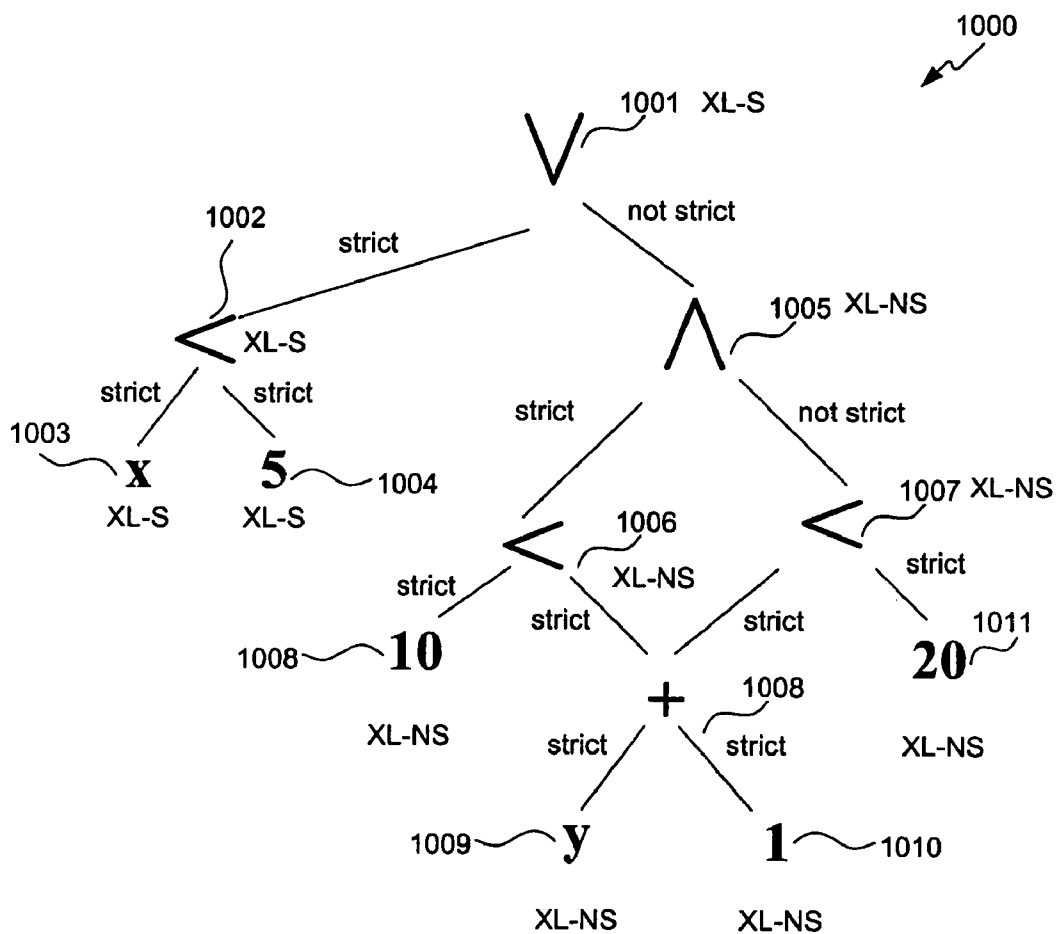 1000
1001 XL-S
∨
1002
strict
not strict
< XL-S
∧
1005 XL-NS
strict
strict
strict
not strict
1003
x
5
1004
XL-S
XL-S
<
1006
<
1007 XL-NS
strict
XL-NS
strict
strict
strict
1008
10
20
1011
+
1008
XL-NS
strict
strict
XL-NS
1009
y
1
1010
XL-NS
XL-NS